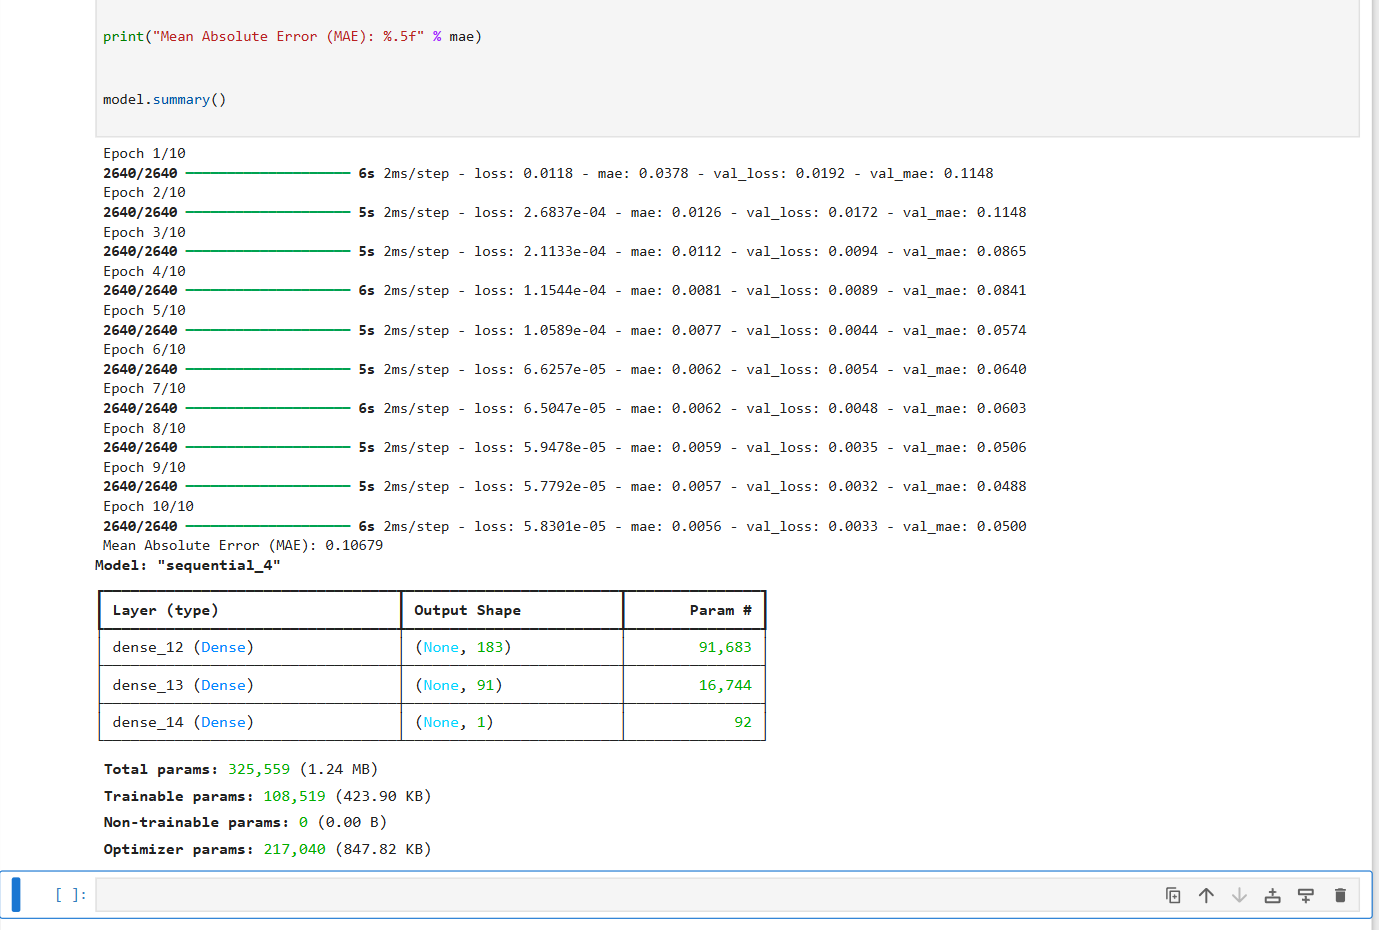 print("Mean Absolute Error (MAE): %.5f" % mae)
model.summary()
Epoch 1/10
2640/2640 ━━━━━━━━━━━━━━━━━━━━ 6s 2ms/step - loss: 0.0118 - mae: 0.0378 - val_loss: 0.0192 - val_mae: 0.1148
Epoch 2/10
2640/2640 ━━━━━━━━━━━━━━━━━━━━ 5s 2ms/step - loss: 2.6837e-04 - mae: 0.0126 - val_loss: 0.0172 - val_mae: 0.1148
Epoch 3/10
2640/2640 ━━━━━━━━━━━━━━━━━━━━ 5s 2ms/step - loss: 2.1133e-04 - mae: 0.0112 - val_loss: 0.0094 - val_mae: 0.0865
Epoch 4/10
2640/2640 ━━━━━━━━━━━━━━━━━━━━ 6s 2ms/step - loss: 1.1544e-04 - mae: 0.0081 - val_loss: 0.0089 - val_mae: 0.0841
Epoch 5/10
2640/2640 ━━━━━━━━━━━━━━━━━━━━ 5s 2ms/step - loss: 1.0589e-04 - mae: 0.0077 - val_loss: 0.0044 - val_mae: 0.0574
Epoch 6/10
2640/2640 ━━━━━━━━━━━━━━━━━━━━ 5s 2ms/step - loss: 6.6257e-05 - mae: 0.0062 - val_loss: 0.0054 - val_mae: 0.0640
Epoch 7/10
2640/2640 ━━━━━━━━━━━━━━━━━━━━ 6s 2ms/step - loss: 6.5047e-05 - mae: 0.0062 - val_loss: 0.0048 - val_mae: 0.0603
Epoch 8/10
2640/2640 ━━━━━━━━━━━━━━━━━━━━ 5s 2ms/step - loss: 5.9478e-05 - mae: 0.0059 - val_loss: 0.0035 - val_mae: 0.0506
Epoch 9/10
2640/2640 ━━━━━━━━━━━━━━━━━━━━ 5s 2ms/step - loss: 5.7792e-05 - mae: 0.0057 - val_loss: 0.0032 - val_mae: 0.0488
Epoch 10/10
2640/2640 ━━━━━━━━━━━━━━━━━━━━ 6s 2ms/step - loss: 5.8301e-05 - mae: 0.0056 - val_loss: 0.0033 - val_mae: 0.0500
Mean Absolute Error (MAE): 0.10679
Model: "sequential_4"
Layer (type) Output Shape Param #
dense_12 (Dense) (None, 183) 91,683
dense_13 (Dense) (None, 91) 16,744
dense_14 (Dense) (None, 1) 92
Total params: 325,559 (1.24 MB)
Trainable params: 108,519 (423.90 KB)
Non-trainable params: 0 (0.00 B)
Optimizer params: 217,040 (847.82 KB)
[ ]: